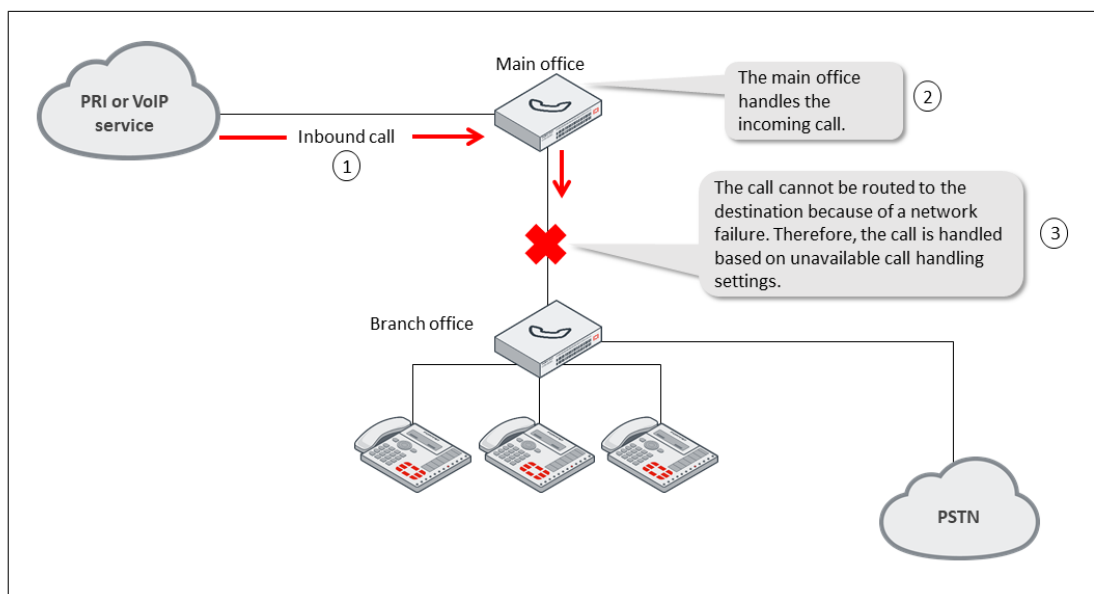 Main office
PRI or VoIP
service
The main office
handles the
incoming call.
2
Inbound call
1
The call cannot be routed to the
destination because of a network
failure. Therefore, the call is handled
based on unavailable call handling
settings.
3
Branch office
PSTN